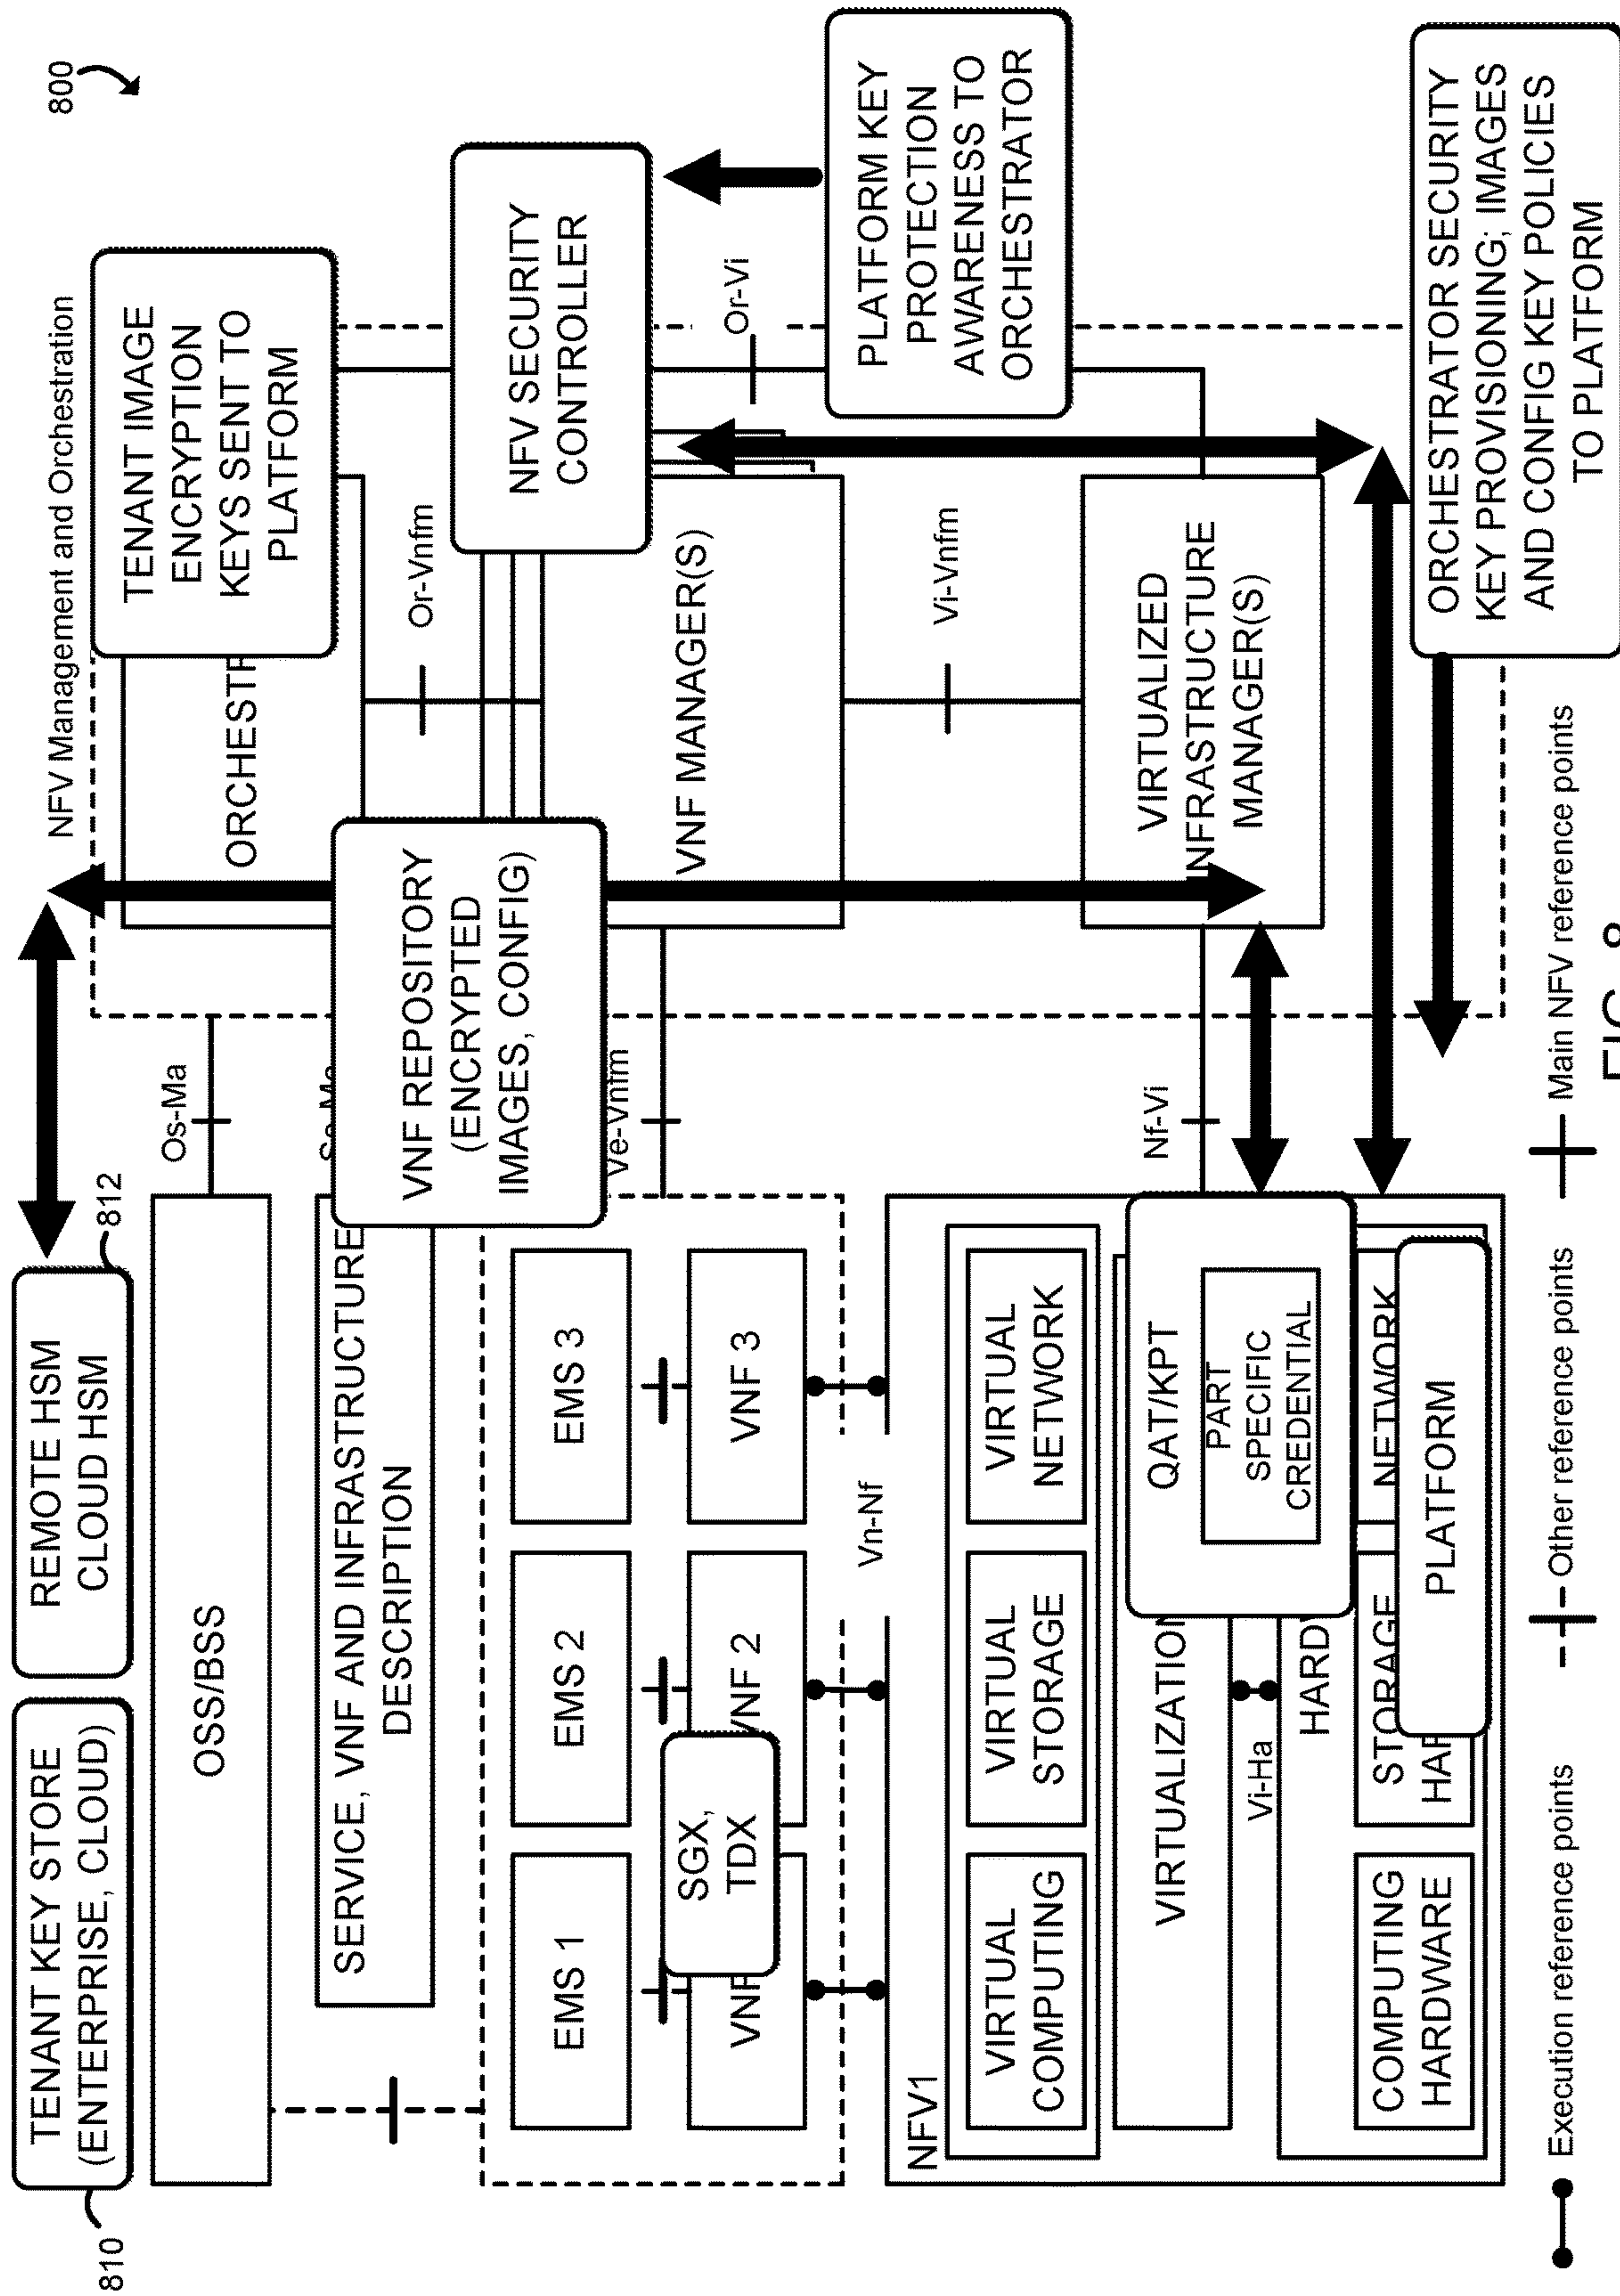 800
TENANT KEY STORE
(ENTERPRISE, CLOUD)
810
REMOTE HSM
CLOUD HSM
812
NFV Management and Orchestration
OSS/BSS
Os-Ma
TENANT IMAGE
ENCRYPTION
KEYS SENT TO
PLATFORM
SERVICE, VNF AND INFRASTRUCTURE
DESCRIPTION
VNF REPOSITORY
(ENCRYPTED
IMAGES, CONFIG)
Or-Vnfm
NFV SECURITY
CONTROLLER
EMS 1
EMS 2
EMS 3
Ve-Vnfm
VNF MANAGER(S)
Or-Vi
SGX,
TDX
VNF 2
VNF 3
PLATFORM KEY
PROTECTION
AWARENESS TO
ORCHESTRATOR
Vn-Nf
Vi-Vnfm
NFV1
VIRTUAL
COMPUTING
VIRTUAL
STORAGE
VIRTUAL
NETWORK
VIRTUALIZATION
QAT/KPT
PART
SPECIFIC
CREDENTIAL
Nf-Vi
VIRTUALIZED
NFRASTRUCTURE
MANAGER(S)
Vi-Ha
COMPUTING
HARDWARE
STORAGE
NETWORK
PLATFORM
ORCHESTRATOR SECURITY
KEY PROVISIONING; IMAGES
AND CONFIG KEY POLICIES
TO PLATFORM
Execution reference points
Other reference points
Main NFV reference points